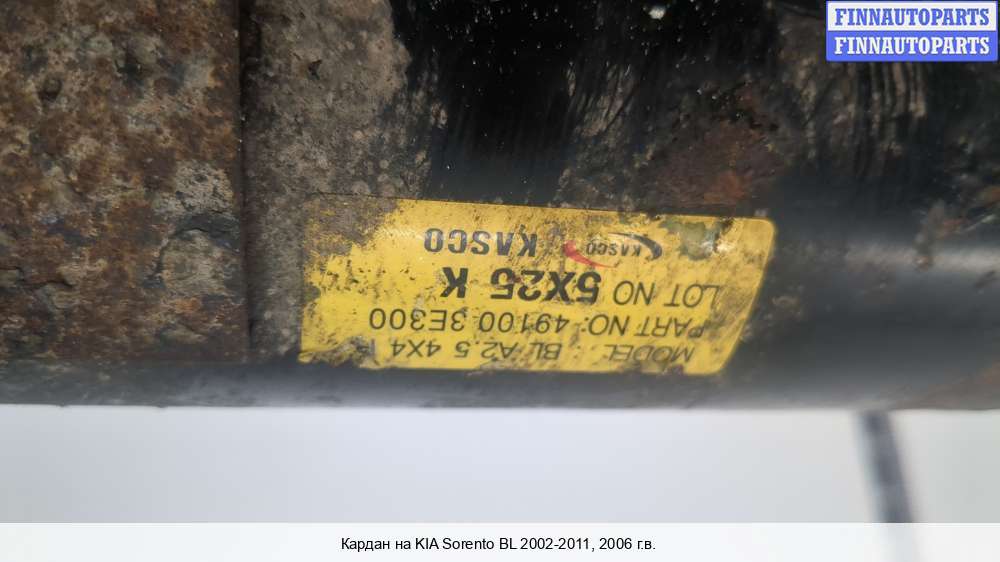 FINNAUTOPARTS
FINNAUTOPARTS
MODEL : BL A2.5 4X4
PART NO: 49100 3E300
LOT NO 5X25 K
KASCO KASCO
Кардан на KIA Sorento BL 2002-2011, 2006 г.в.